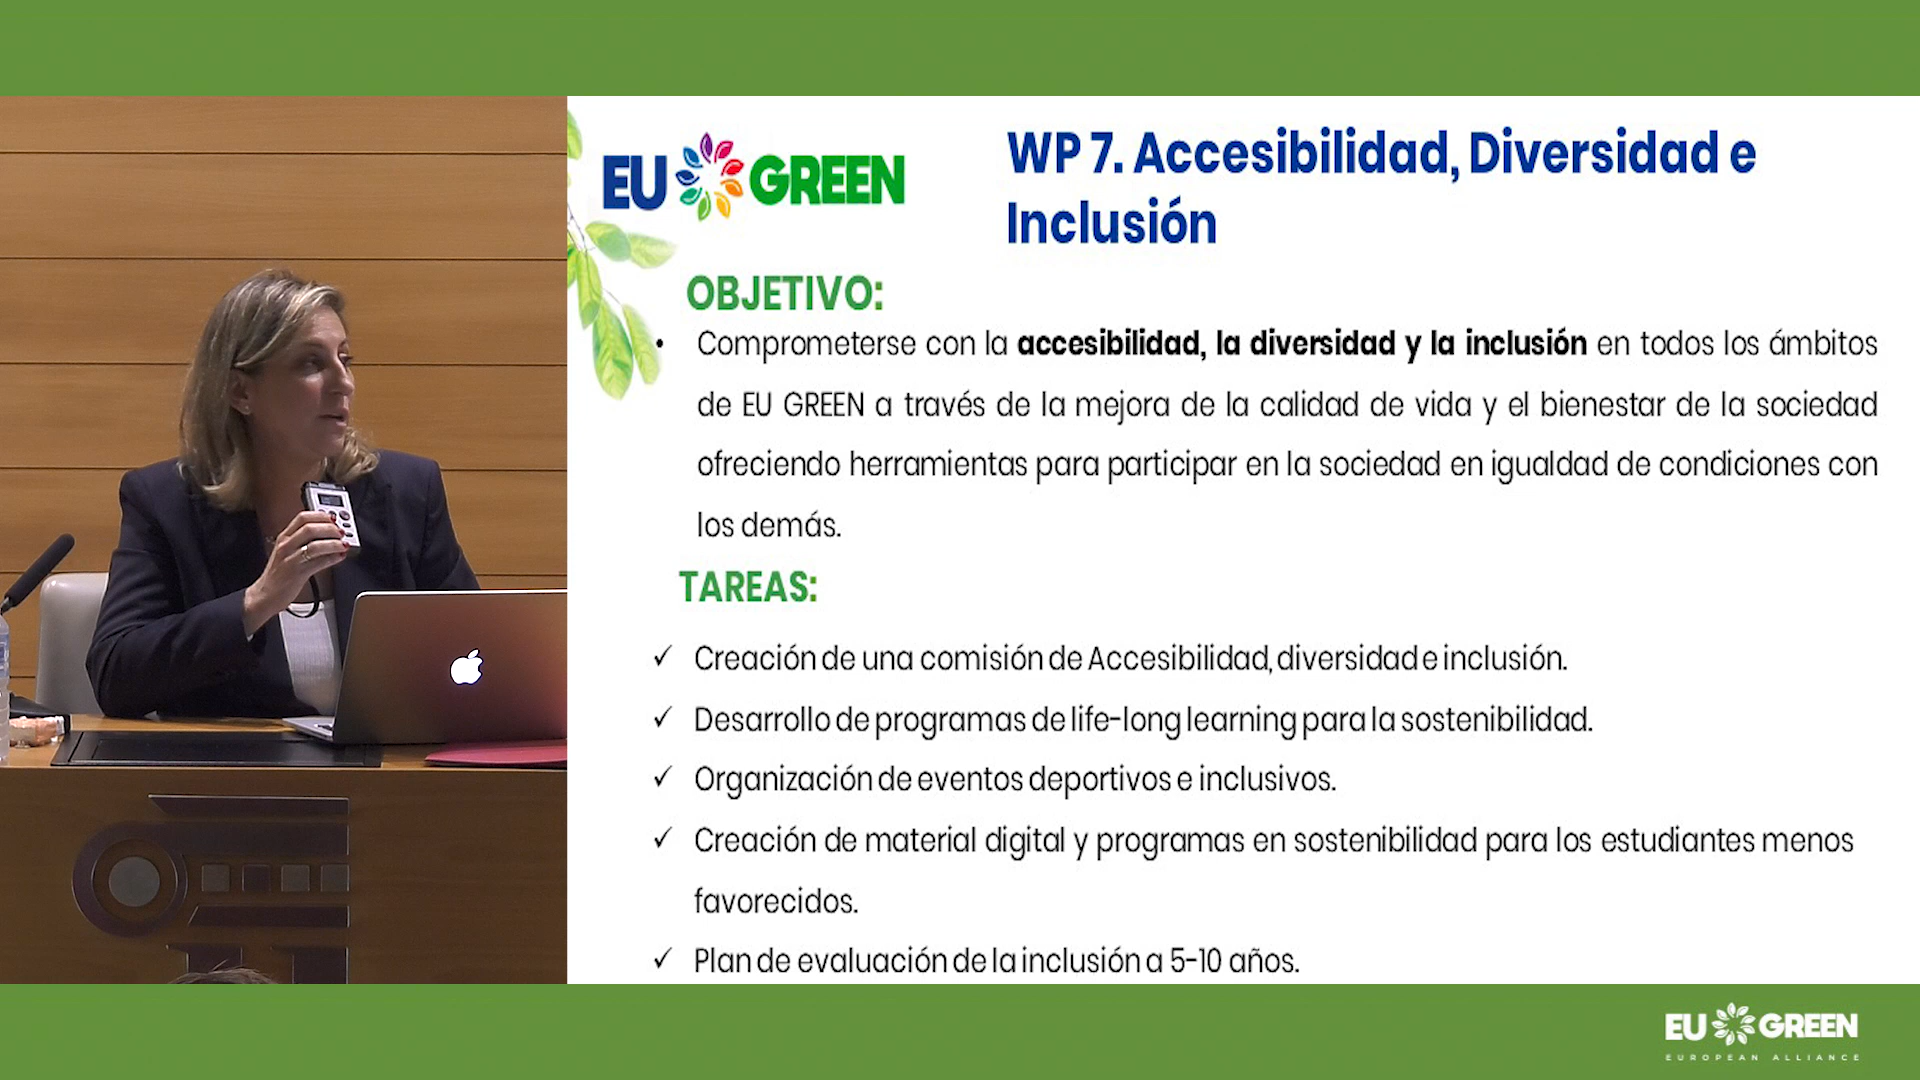 EU GREEN
WP 7. Accesibilidad, Diversidad e
Inclusión
OBJETIVO:
• Comprometerse con la accesibilidad, la diversidad y la inclusión en todos los ámbitos
de EU GREEN a través de la mejora de la calidad de vida y el bienestar de la sociedad
ofreciendo herramientas para participar en la sociedad en igualdad de condiciones con
los demás.
TAREAS:
✓ Creación de una comisión de Accesibilidad, diversidad e inclusión.
✓ Desarrollo de programas de life-long learning para la sostenibilidad.
✓ Organización de eventos deportivos e inclusivos.
✓ Creación de material digital y programas en sostenibilidad para los estudiantes menos
favorecidos.
✓ Plan de evaluación de la inclusión a 5-10 años.
EU GREEN
EUROPEAN ALLIANCE